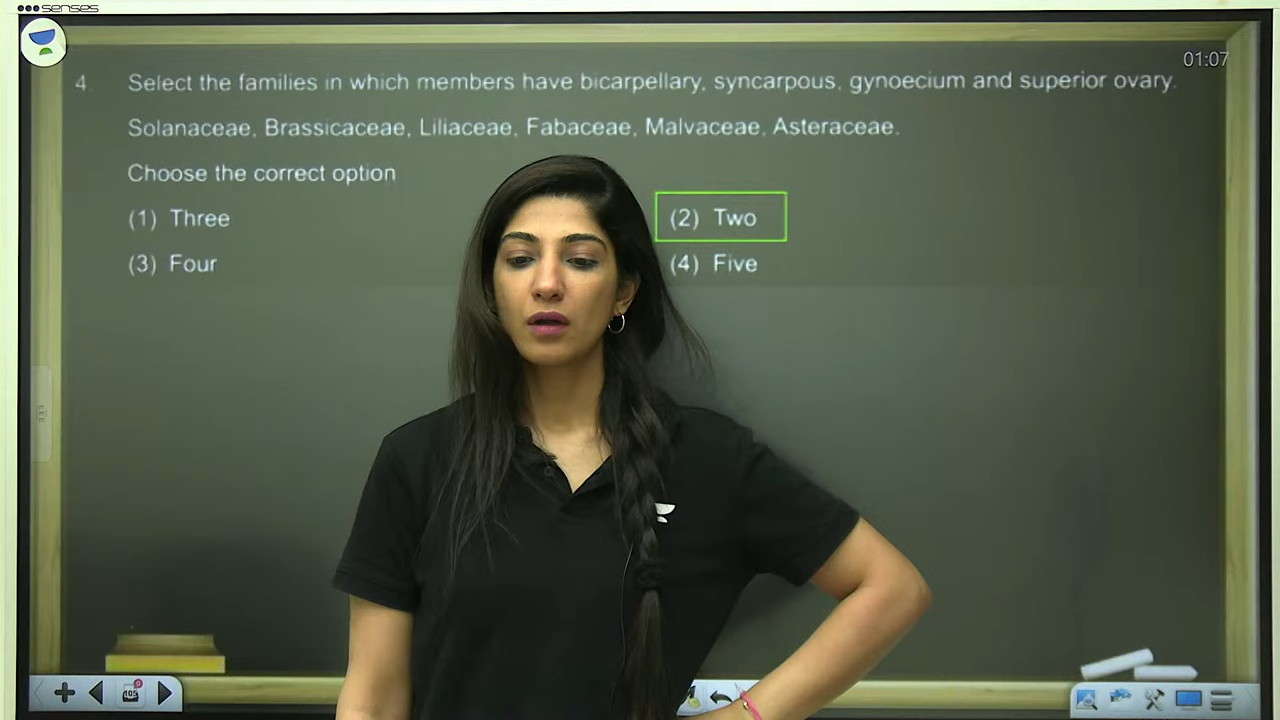 senses
01:07
4 Select the families in which members have bicarpellary, syncarpous, gynoecium and superior ovary.
Solanaceae, Brassicaceae, Liliaceae, Fabaceae, Malvaceae, Asteraceae.
Choose the correct option
(1) Three (2) Two
(3) Four (4) Five